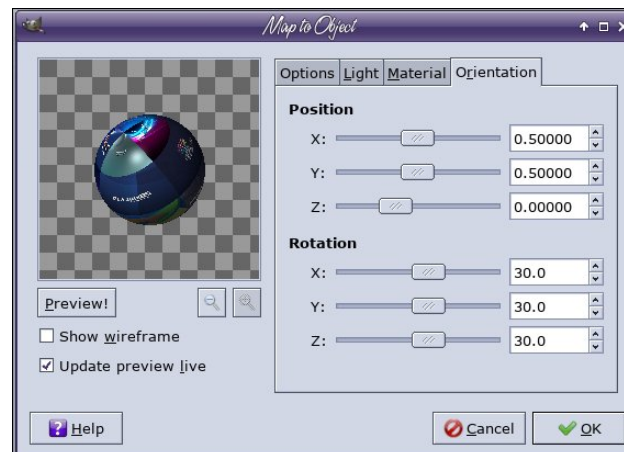 Map to Object
Options Light Material Orientation
Position
X: 0.50000
Y: 0.50000
Z: 0.00000
Rotation
X: 30.0
Y: 30.0
Z: 30.0
Preview!
Show wireframe
Update preview live
Help Cancel OK